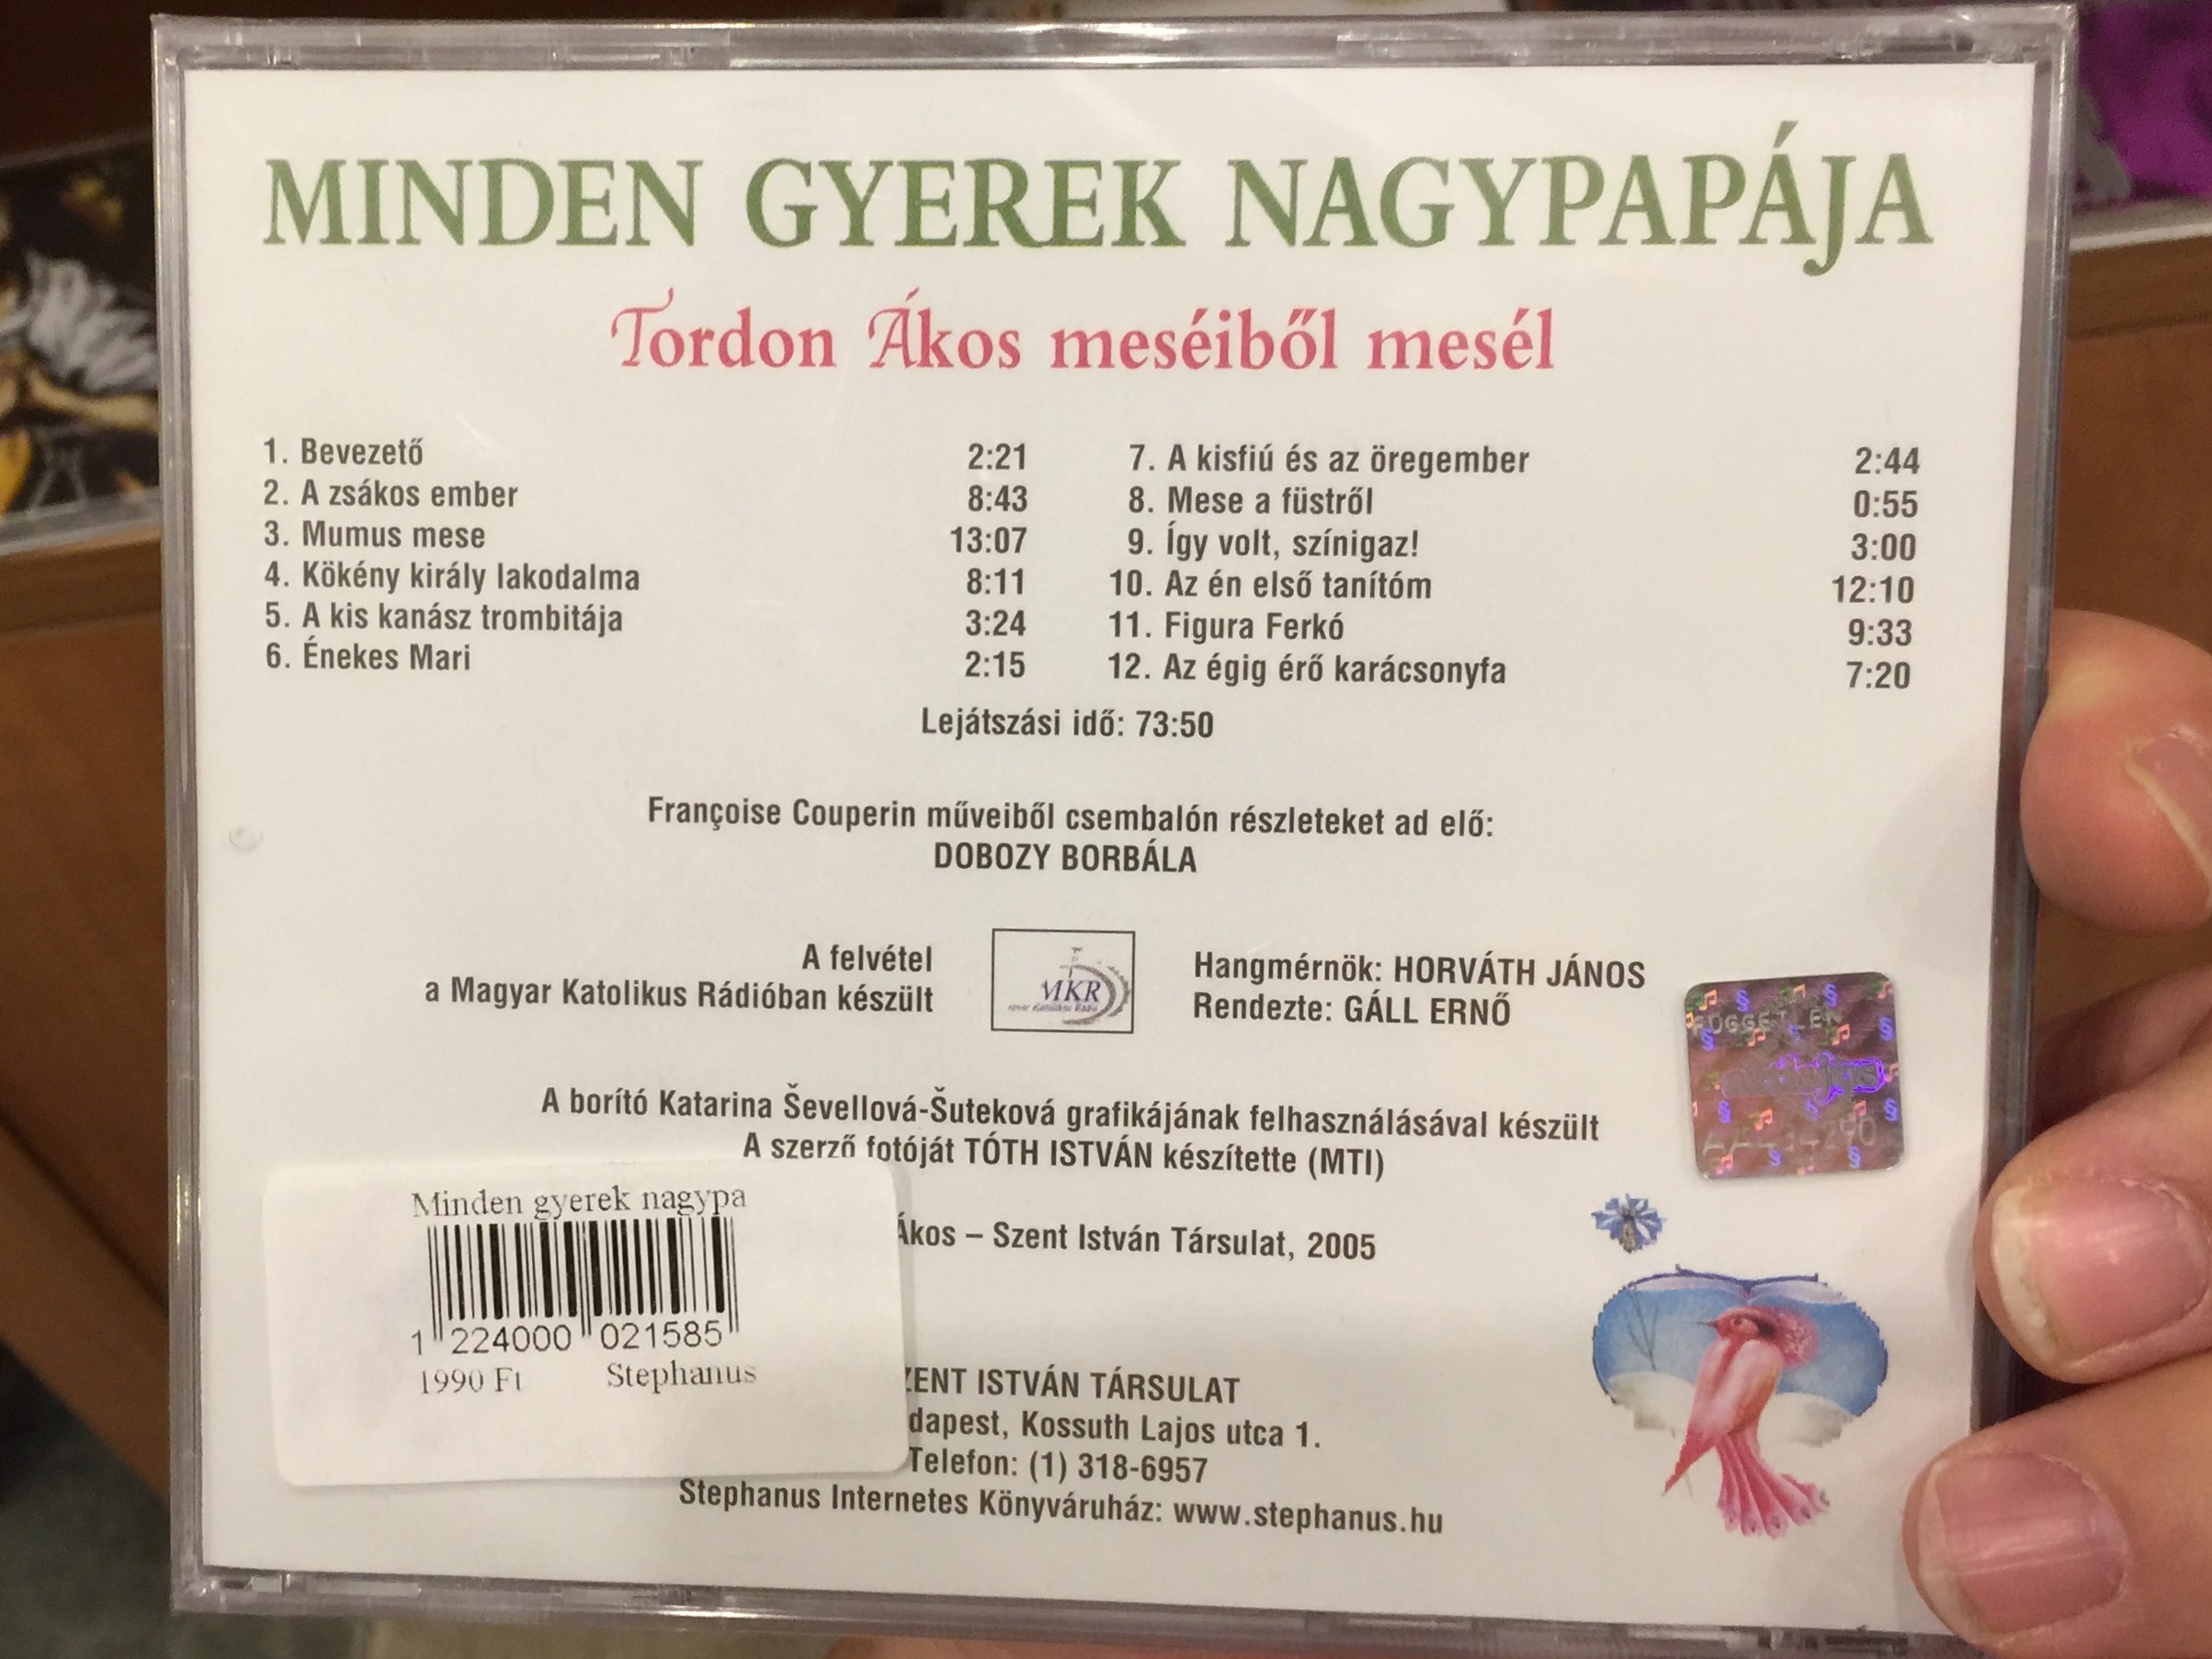 MINDEN GYEREK NAGYPAPÁJA
Tordon Ákos meséiből mesél
1. Bevezető 2:21
2. A zsákos ember 8:43
3. Mumus mese 13:07
4. Kökény király lakodalma 8:11
5. A kis kanász trombitája 3:24
6. Énekes Mari 2:15
7. A kisfiú és az öregember 2:44
8. Mese a füstről 0:55
9. Így volt, színigaz! 3:00
10. Az én első tanítóm 12:10
11. Figura Ferkó 9:33
12. Az égig érő karácsonyfa 7:20
Lejátszási idő: 73:50
Françoise Couperin műveiből csembalón részleteket ad elő:
DOBOZY BORBÁLA
A felvétel
a Magyar Katolikus Rádióban készült
MKR
Hangmérnök: HORVÁTH JÁNOS
Rendezte: GÁLL ERNŐ
FÜGGETLEN
A borító Katarina Ševellová-Šuteková grafikájának felhasználásával készült
A szerző fotóját TÓTH ISTVÁN készítette (MTI)
Ákos – Szent István Társulat, 2005
Minden gyerek nagypa
1 224000 021585
1990 Ft Stephanus
ZENT ISTVÁN TÁRSULAT
dapest, Kossuth Lajos utca 1.
Telefon: (1) 318-6957
Stephanus Internetes Könyváruház: www.stephanus.hu